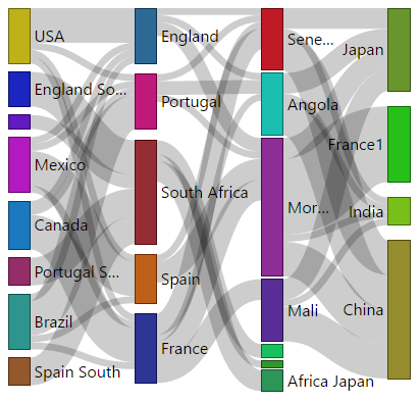 USA
England So...
Mexico
Canada
Portugal S...
Brazil
Spain South
England
Portugal
South Africa
Spain
France
Sene...
Angola
Mor...
Mali
Africa Japan
Japan
France1
India
China